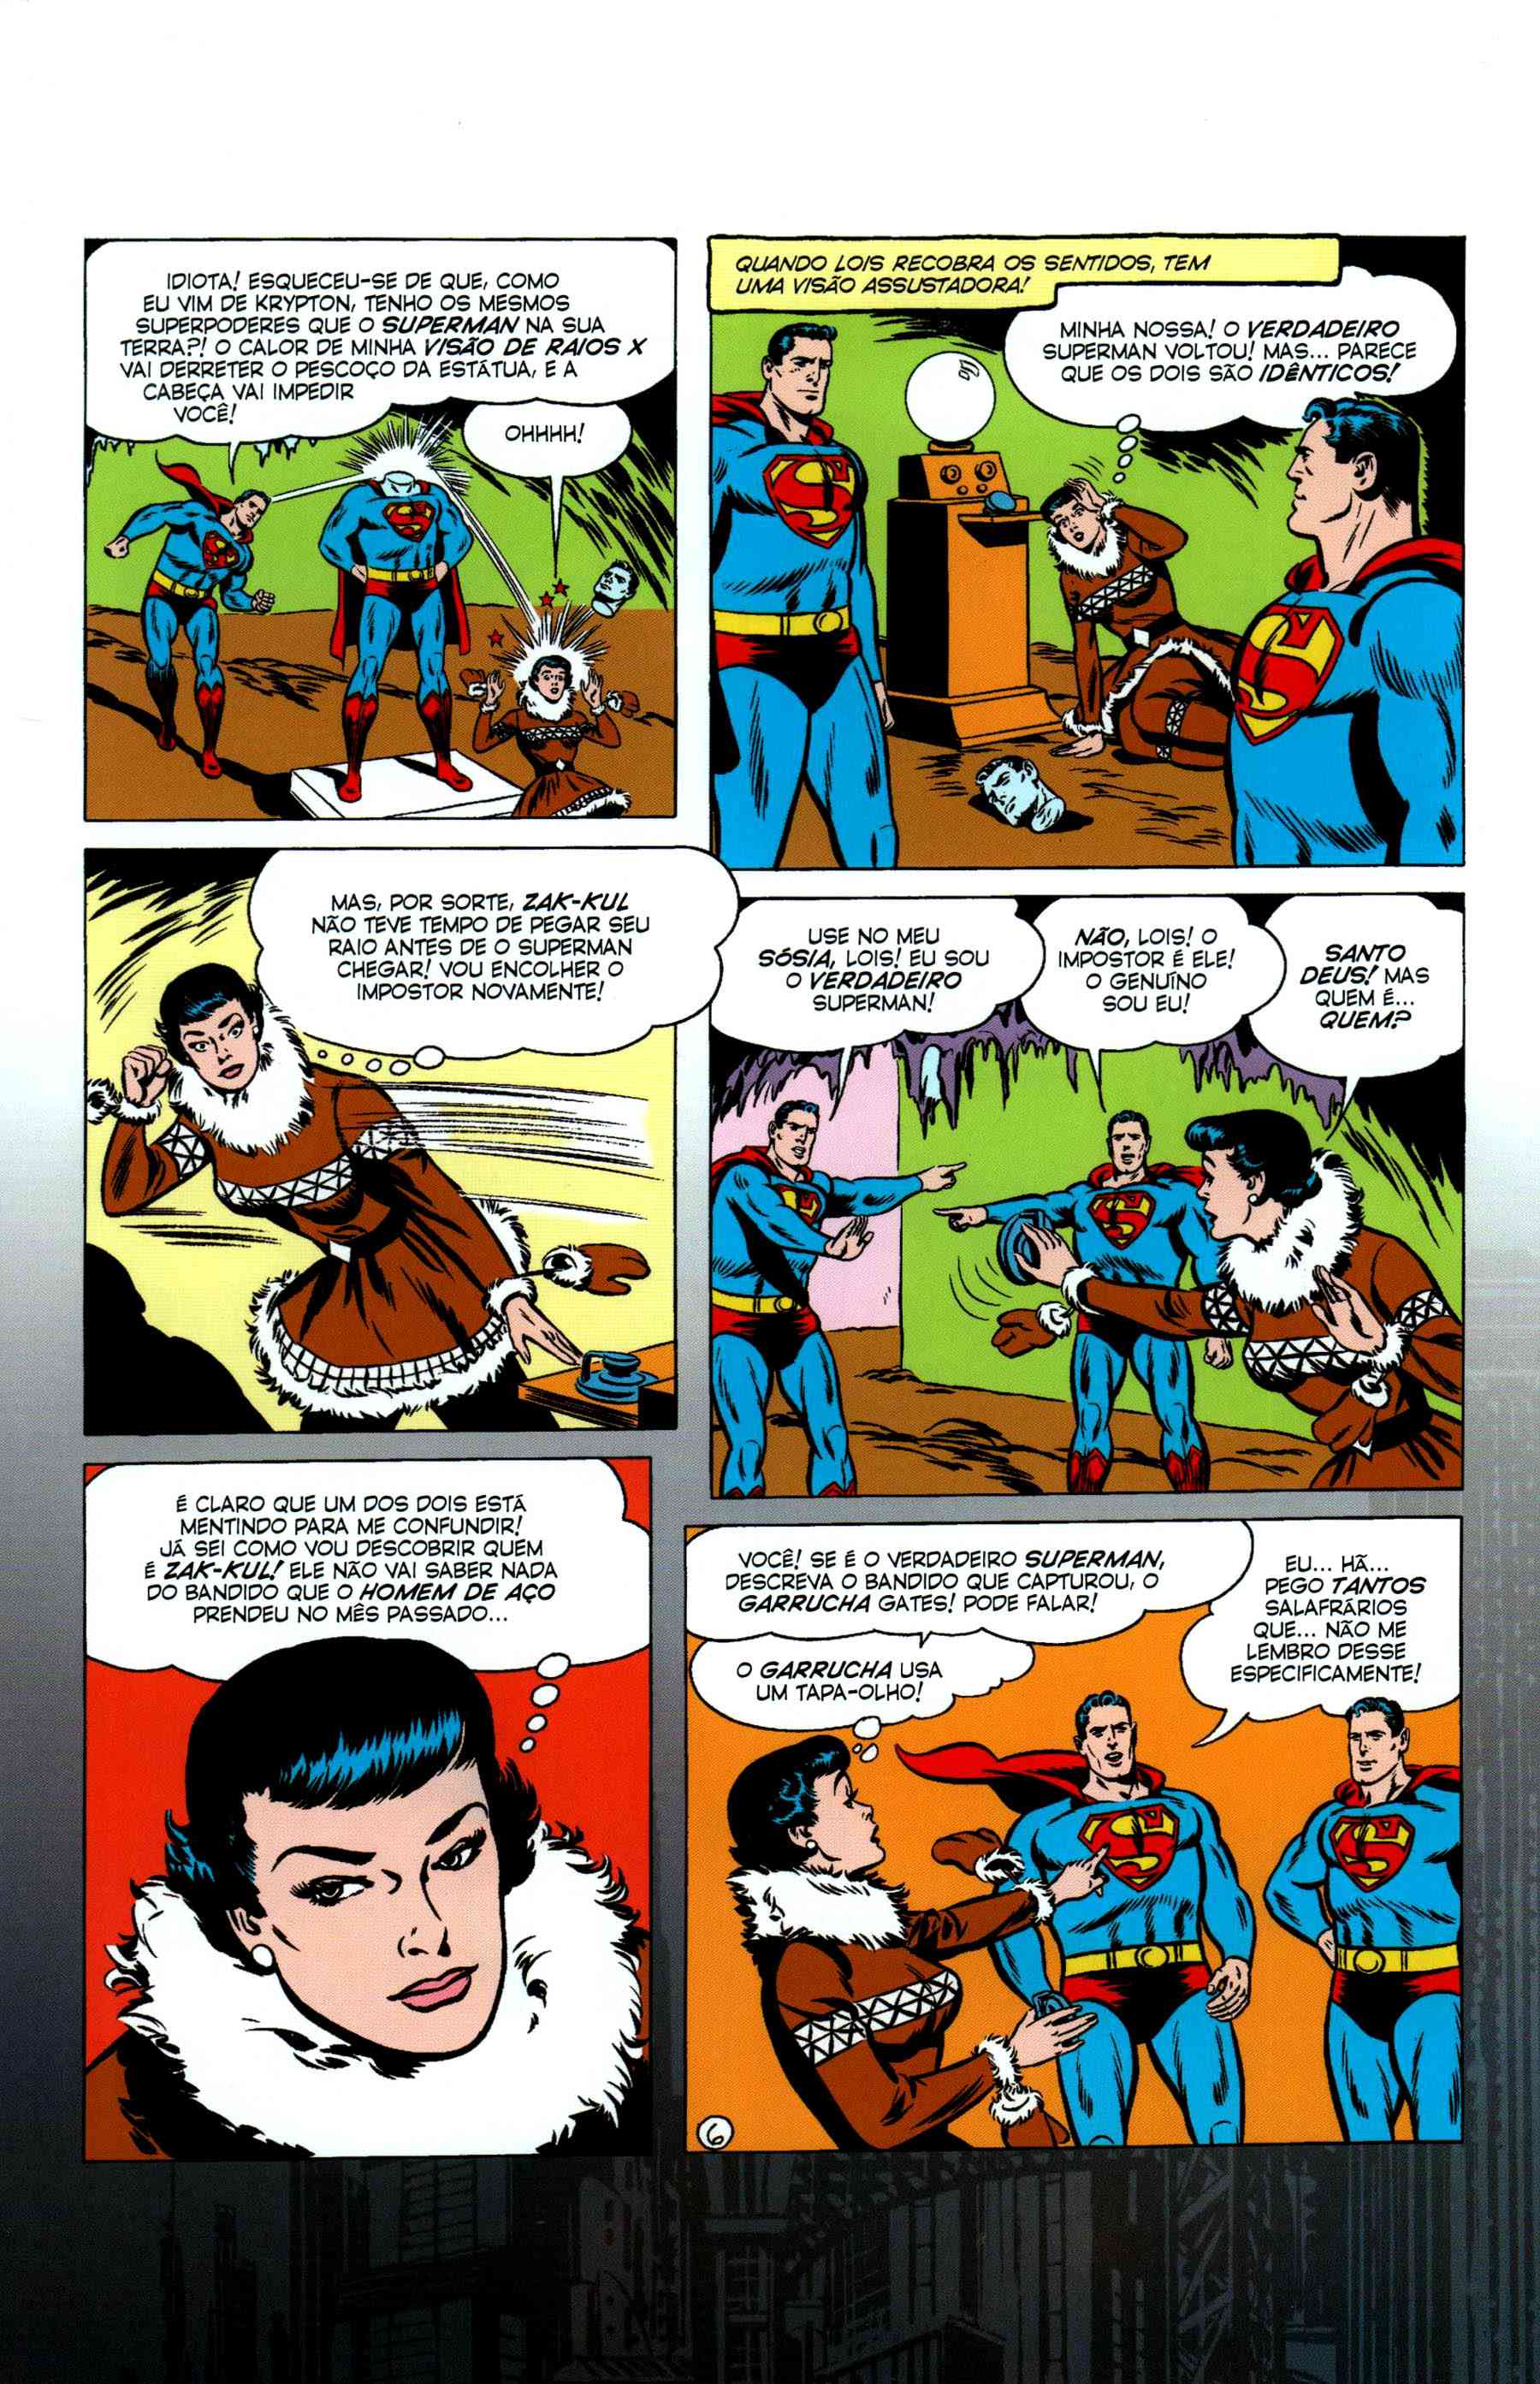 IDIOTA! ESQUECEU-SE DE QUE, COMO
EU VIM DE KRYPTON, TENHO OS MESMOS
SUPERPODERES QUE O SUPERMAN NA SUA
TERRA?! O CALOR DE MINHA VISÃO DE RAIOS X
VAI DERRETER O PESCOÇO DA ESTÁTUA, E A
CABEÇA VAI IMPEDIR
VOCÊ!
OHHHH!
QUANDO LOIS RECOBRA OS SENTIDOS, TEM
UMA VISÃO ASSUSTADORA!
MINHA NOSSA! O VERDADEIRO
SUPERMAN VOLTOU! MAS... PARECE
QUE OS DOIS SÃO IDÊNTICOS!
MAS, POR SORTE, ZAK-KUL
NÃO TEVE TEMPO DE PEGAR SEU
RAIO ANTES DE O SUPERMAN
CHEGAR! VOU ENCOLHER O
IMPOSTOR NOVAMENTE!
USE NO MEU
SÓSIA, LOIS! EU SOU
O VERDADEIRO
SUPERMAN!
NÃO, LOIS! O
IMPOSTOR É ELE!
O GENUÍNO
SOU EU!
SANTO
DEUS! MAS
QUEM É...
QUEM?
É CLARO QUE UM DOS DOIS ESTÁ
MENTINDO PARA ME CONFUNDIR!
JÁ SEI COMO VOU DESCOBRIR QUEM
É ZAK-KUL! ELE NÃO VAI SABER NADA
DO BANDIDO QUE O HOMEM DE AÇO
PRENDEU NO MÊS PASSADO...
VOCÊ! SE É O VERDADEIRO SUPERMAN,
DESCREVA O BANDIDO QUE CAPTUROU, O
GARRUCHA GATES! PODE FALAR!
O GARRUCHA USA
UM TAPA-OLHO!
EU... HÃ...
PEGO TANTOS
SALAFRÁRIOS
QUE... NÃO ME
LEMBRO DESSE
ESPECIFICAMENTE!
6